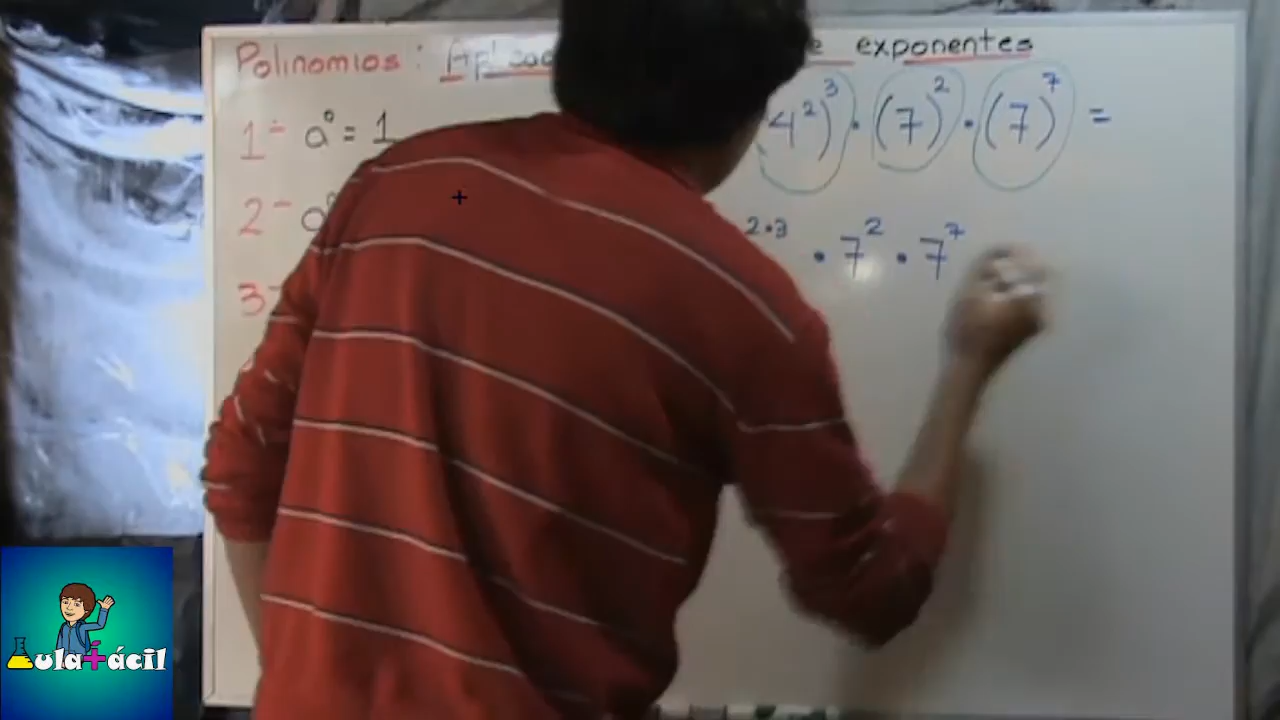 Polinomios: Aplicac e exponentes
1- a⁰ = 1
4²)³ · (7)² · (7)⁷ =
2-
2·3 · 7² · 7⁷
3-
Aula+ácil